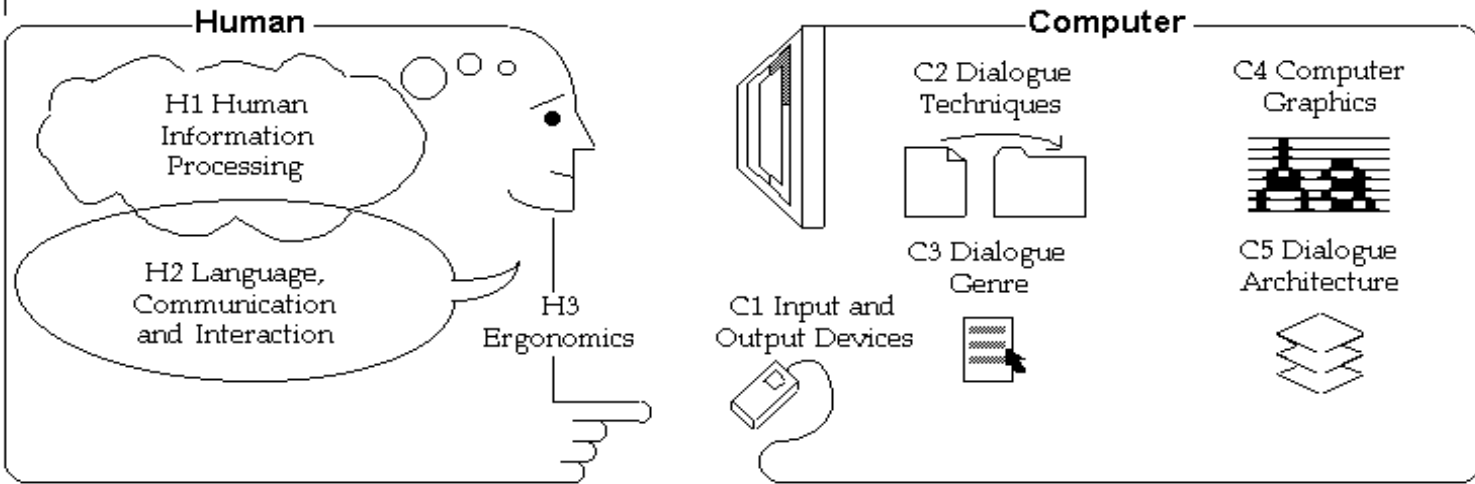 Human
H1 Human
Information
Processing
H2 Language,
Communication
and Interaction
H3
Ergonomics
Computer
C1 Input and
Output Devices
C2 Dialogue
Techniques
C3 Dialogue
Genre
C4 Computer
Graphics
C5 Dialogue
Architecture